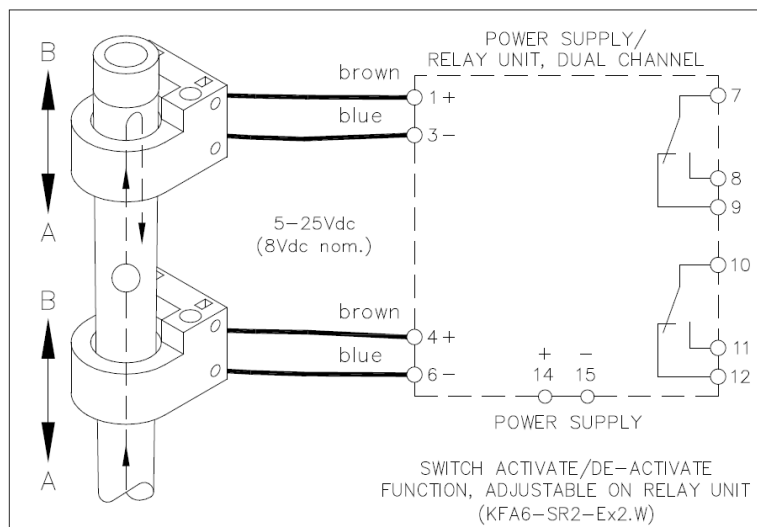 POWER SUPPLY/
RELAY UNIT, DUAL CHANNEL
B
brown
1+
7
blue
3-
8
A
9
5-25Vdc
(8Vdc nom.)
10
B
brown
4+
11
blue
+ -
6-
14 15
12
POWER SUPPLY
A
SWITCH ACTIVATE/DE-ACTIVATE
FUNCTION, ADJUSTABLE ON RELAY UNIT
(KFA6-SR2-Ex2.W)